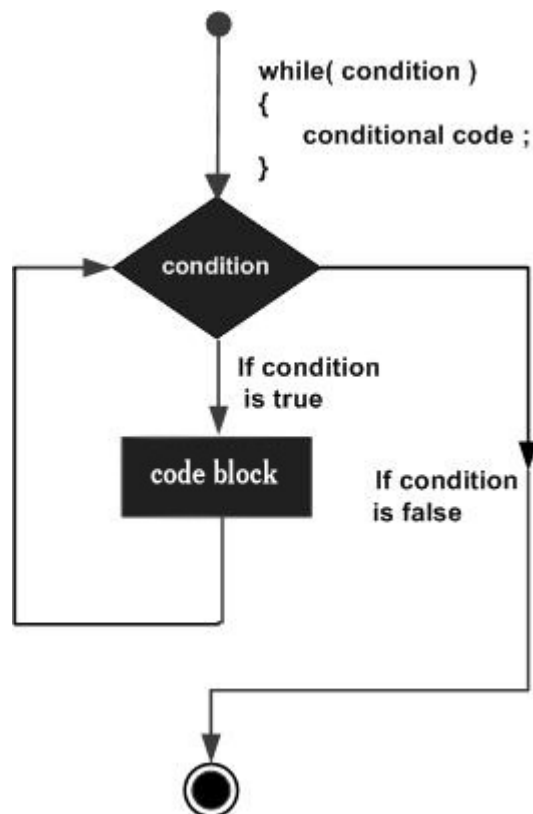 while( condition )
{
conditional code ;
}
condition
If condition
is true
code block
If condition
is false